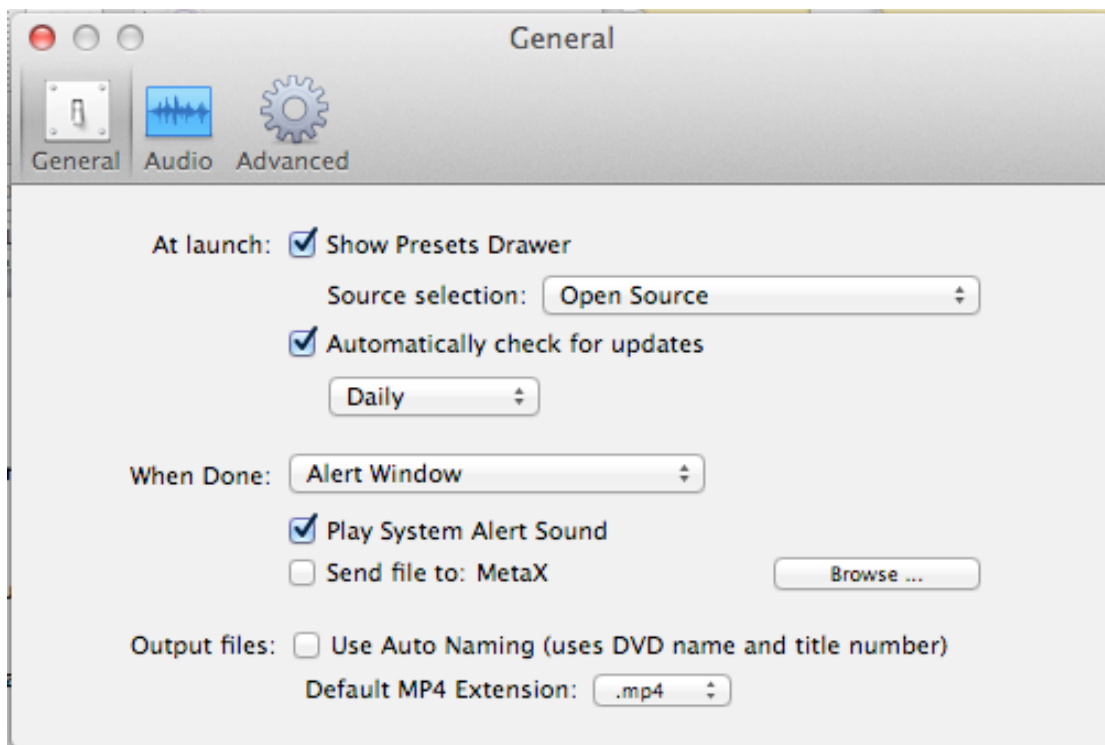 General
General Audio Advanced
At launch: Show Presets Drawer
Source selection: Open Source
Automatically check for updates
Daily
When Done: Alert Window
Play System Alert Sound
Send file to: MetaX Browse ...
Output files: Use Auto Naming (uses DVD name and title number)
Default MP4 Extension: .mp4